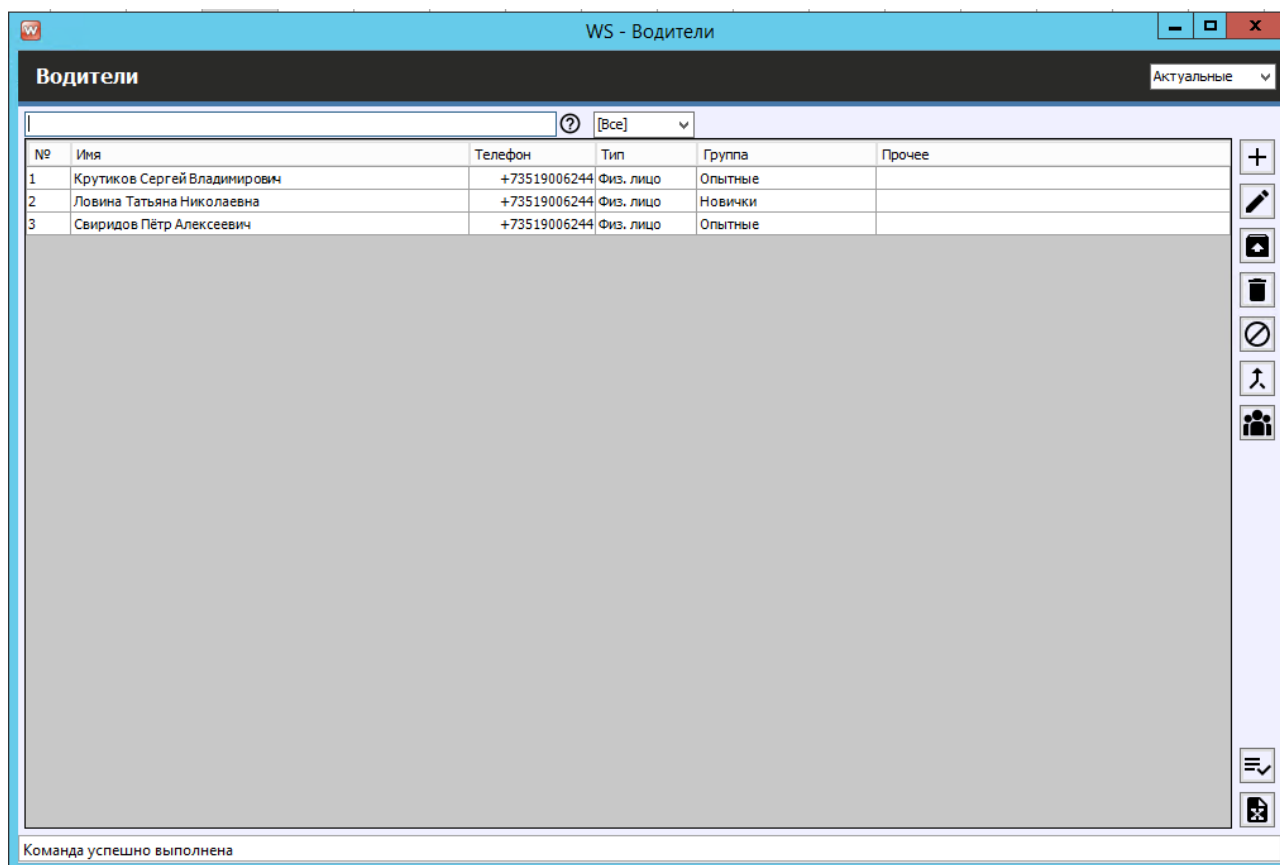 WS - Водители
Водители
Актуальные
[Все]
№ Имя Телефон Тип Группа Прочее
1 Крутиков Сергей Владимирович +73519006244 Физ. лицо Опытные
2 Ловина Татьяна Николаевна +73519006244 Физ. лицо Новички
3 Свиридов Пётр Алексеевич +73519006244 Физ. лицо Опытные
Команда успешно выполнена